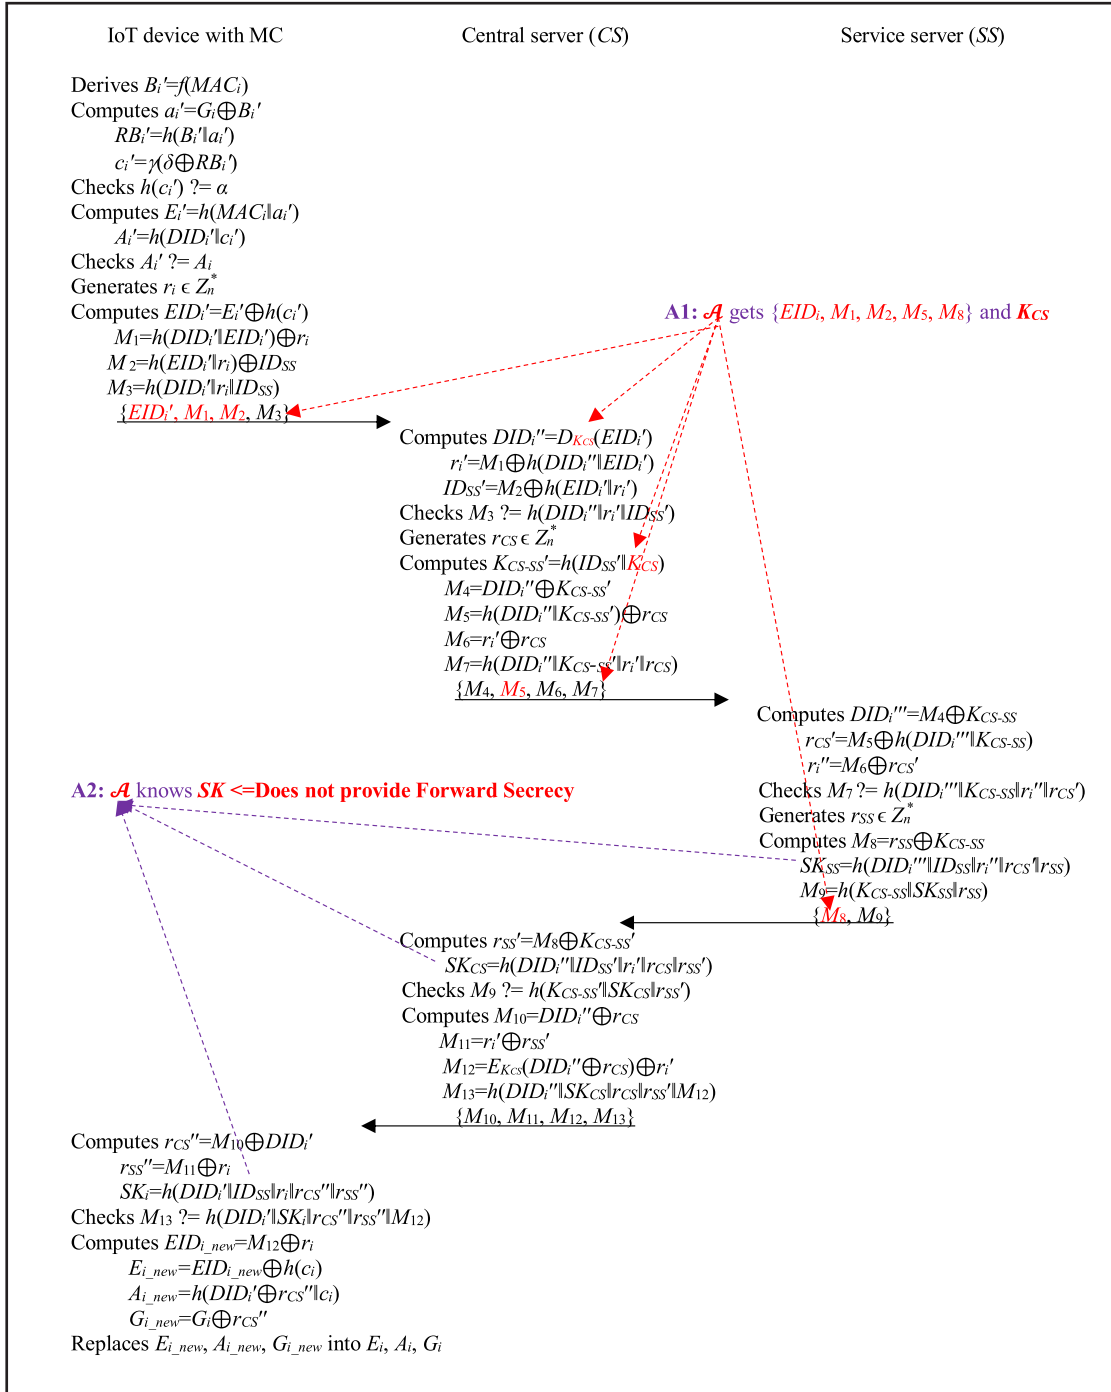 IoT device with MC
Central server (CS)
Service server (SS)
Derives Bi'=f(MACi)
Computes ai'=Gi⊕Bi'
RBi'=h(Bi'‖ai')
ci'=γ(δ⊕RBi')
Checks h(ci') ?= α
Computes Ei'=h(MACi‖ai')
Ai'=h(DIDi'‖ci')
Checks Ai' ?= Ai
Generates ri ϵ Zn*
Computes EIDi'=Ei'⊕h(ci')
M1=h(DIDi'‖EIDi')⊕ri
M2=h(EIDi'‖ri)⊕IDSS
M3=h(DIDi'‖ri‖IDSS)
{EIDi', M1, M2, M3}
A1: 𝓐 gets {EIDi, M1, M2, M5, M8} and KCS
Computes DIDi''=DKCS(EIDi')
ri'=M1⊕h(DIDi''‖EIDi')
IDSS'=M2⊕h(EIDi'‖ri')
Checks M3 ?= h(DIDi''‖ri'‖IDSS')
Generates rCS ϵ Zn*
Computes KCS-SS'=h(IDSS'‖KCS)
M4=DIDi''⊕KCS-SS'
M5=h(DIDi''‖KCS-SS')⊕rCS
M6=ri'⊕rCS
M7=h(DIDi''‖KCS-SS'‖ri'‖rCS)
{M4, M5, M6, M7}
Computes DIDi'''=M4⊕KCS-SS
rCS'=M5⊕h(DIDi'''‖KCS-SS)
ri''=M6⊕rCS'
Checks M7 ?= h(DIDi'''‖KCS-SS‖ri''‖rCS')
Generates rSS ϵ Zn*
Computes M8=rSS⊕KCS-SS
SKSS=h(DIDi'''‖IDSS‖ri''‖rCS'‖rSS)
M9=h(KCS-SS‖SKSS‖rSS)
{M8, M9}
A2: 𝓐 knows SK <=Does not provide Forward Secrecy
Computes rSS'=M8⊕KCS-SS'
SKCS=h(DIDi''‖IDSS'‖ri'‖rCS‖rSS')
Checks M9 ?= h(KCS-SS'‖SKCS‖rSS')
Computes M10=DIDi''⊕rCS
M11=ri'⊕rSS'
M12=EKCS(DIDi''⊕rCS)⊕ri'
M13=h(DIDi''‖SKCS‖rCS‖rSS'‖M12)
{M10, M11, M12, M13}
Computes rCS''=M10⊕DIDi'
rSS''=M11⊕ri
SKi=h(DIDi'‖IDSS‖ri‖rCS''‖rSS'')
Checks M13 ?= h(DIDi'‖SKi‖rCS''‖rSS''‖M12)
Computes EIDi_new=M12⊕ri
Ei_new=EIDi_new⊕h(ci)
Ai_new=h(DIDi'⊕rCS''‖ci)
Gi_new=Gi⊕rCS''
Replaces Ei_new, Ai_new, Gi_new into Ei, Ai, Gi